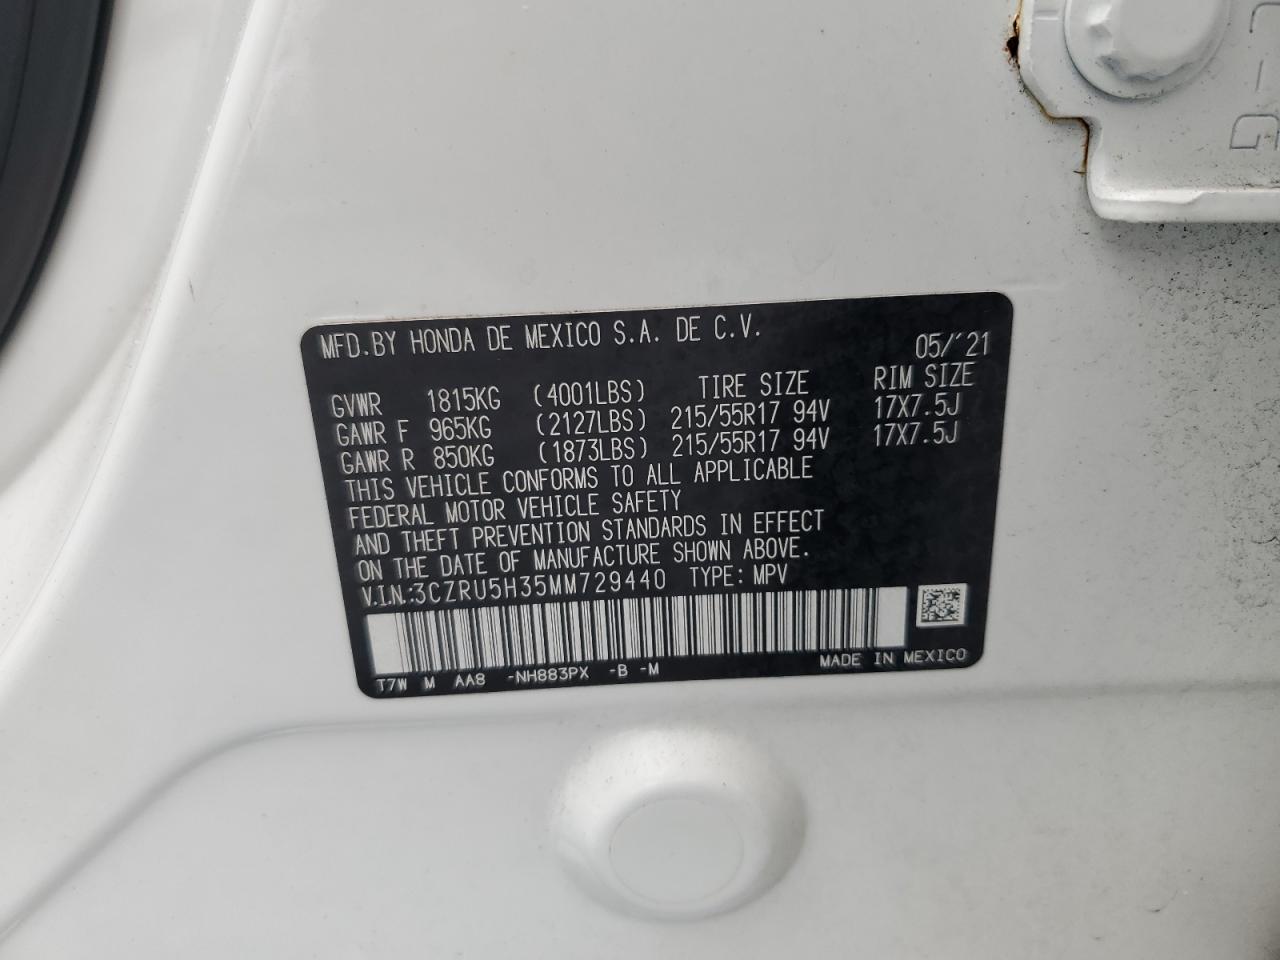 MFD.BY HONDA DE MEXICO S.A. DE C.V. 05/'21
GVWR 1815KG (4001LBS) TIRE SIZE RIM SIZE
GAWR F 965KG (2127LBS) 215/55R17 94V 17X7.5J
GAWR R 850KG (1873LBS) 215/55R17 94V 17X7.5J
THIS VEHICLE CONFORMS TO ALL APPLICABLE
FEDERAL MOTOR VEHICLE SAFETY
AND THEFT PREVENTION STANDARDS IN EFFECT
ON THE DATE OF MANUFACTURE SHOWN ABOVE.
V.I.N.:3CZRU5H35MM729440 TYPE: MPV
T7W M AA8 -NH883PX -B -M MADE IN MEXICO